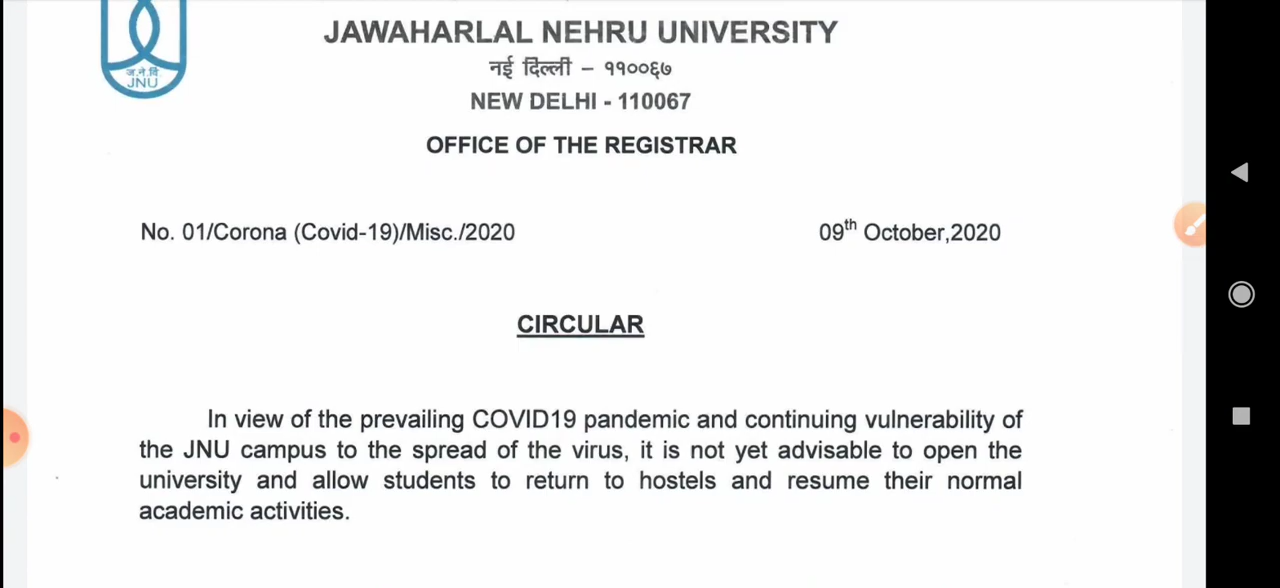 ज.ने.वि.
JNU
JAWAHARLAL NEHRU UNIVERSITY
नई दिल्ली – ११००६७
NEW DELHI - 110067
OFFICE OF THE REGISTRAR
No. 01/Corona (Covid-19)/Misc./2020 09th October,2020
CIRCULAR
In view of the prevailing COVID19 pandemic and continuing vulnerability of
the JNU campus to the spread of the virus, it is not yet advisable to open the
university and allow students to return to hostels and resume their normal
academic activities.